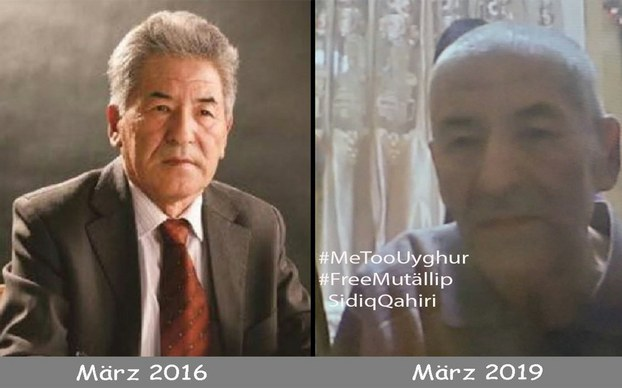 #MeTooUyghur
#FreeMutällip
SidiqQahiri
März 2016
März 2019